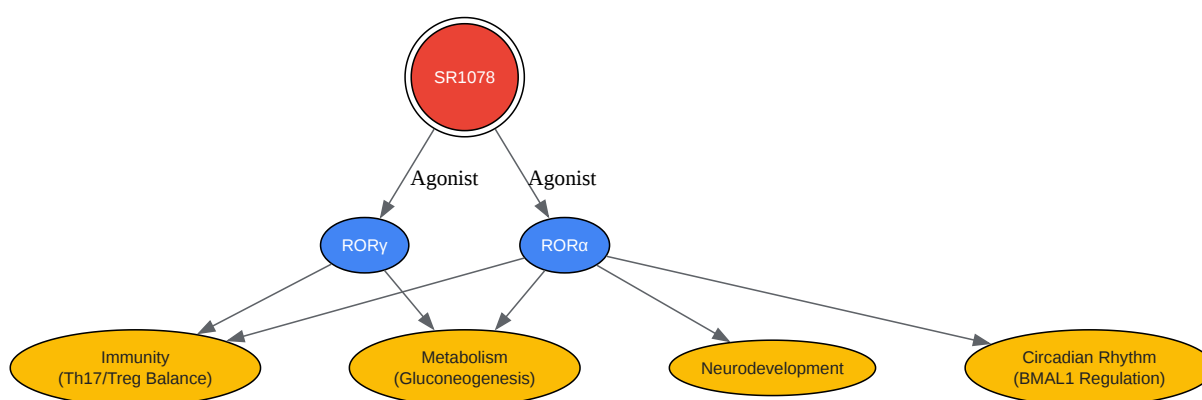 SR1078
Agonist
Agonist
RORγ
RORα
Immunity
(Th17/Treg Balance)
Metabolism
(Gluconeogenesis)
Neurodevelopment
Circadian Rhythm
(BMAL1 Regulation)